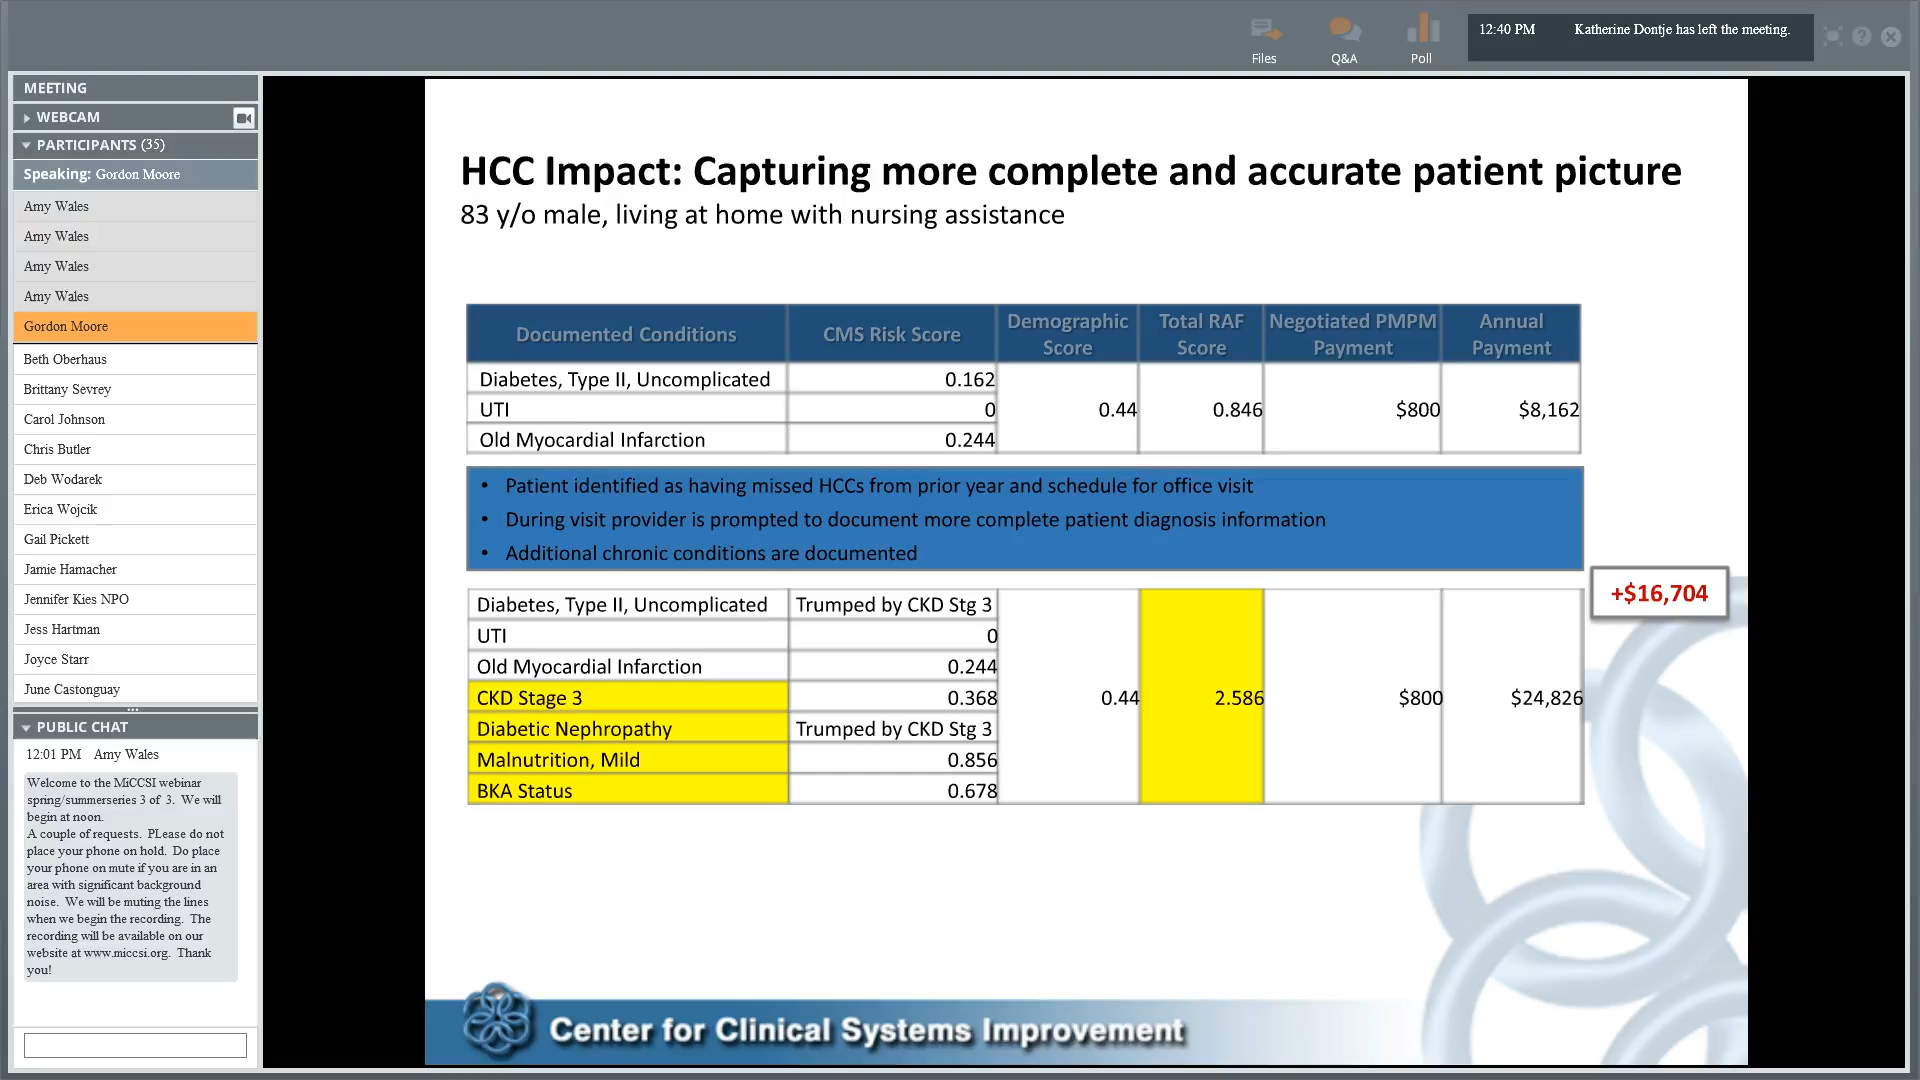 Files
Q&A
Poll
12:40 PM Katherine Dontje has left the meeting.
MEETING
WEBCAM
PARTICIPANTS (35)
Speaking: Gordon Moore
Amy Wales
Amy Wales
Amy Wales
Amy Wales
Gordon Moore
Beth Oberhaus
Brittany Sevrey
Carol Johnson
Chris Butler
Deb Wodarek
Erica Wojcik
Gail Pickett
Jamie Hamacher
Jennifer Kies NPO
Jess Hartman
Joyce Starr
June Castonguay
PUBLIC CHAT
12:01 PM Amy Wales
Welcome to the MiCCSI webinar
spring/summerseries 3 of 3. We will
begin at noon.
A couple of requests. PLease do not
place your phone on hold. Do place
your phone on mute if you are in an
area with significant background
noise. We will be muting the lines
when we begin the recording. The
recording will be available on our
website at www.miccsi.org. Thank
you!
HCC Impact: Capturing more complete and accurate patient picture
83 y/o male, living at home with nursing assistance
Documented Conditions CMS Risk Score Demographic Score Total RAF Score Negotiated PMPM Payment Annual Payment
Diabetes, Type II, Uncomplicated 0.162
UTI 0 0.44 0.846 $800 $8,162
Old Myocardial Infarction 0.244
• Patient identified as having missed HCCs from prior year and schedule for office visit
• During visit provider is prompted to document more complete patient diagnosis information
• Additional chronic conditions are documented
+$16,704
Diabetes, Type II, Uncomplicated Trumped by CKD Stg 3
UTI 0
Old Myocardial Infarction 0.244
CKD Stage 3 0.368 0.44 2.586 $800 $24,826
Diabetic Nephropathy Trumped by CKD Stg 3
Malnutrition, Mild 0.856
BKA Status 0.678
Center for Clinical Systems Improvement